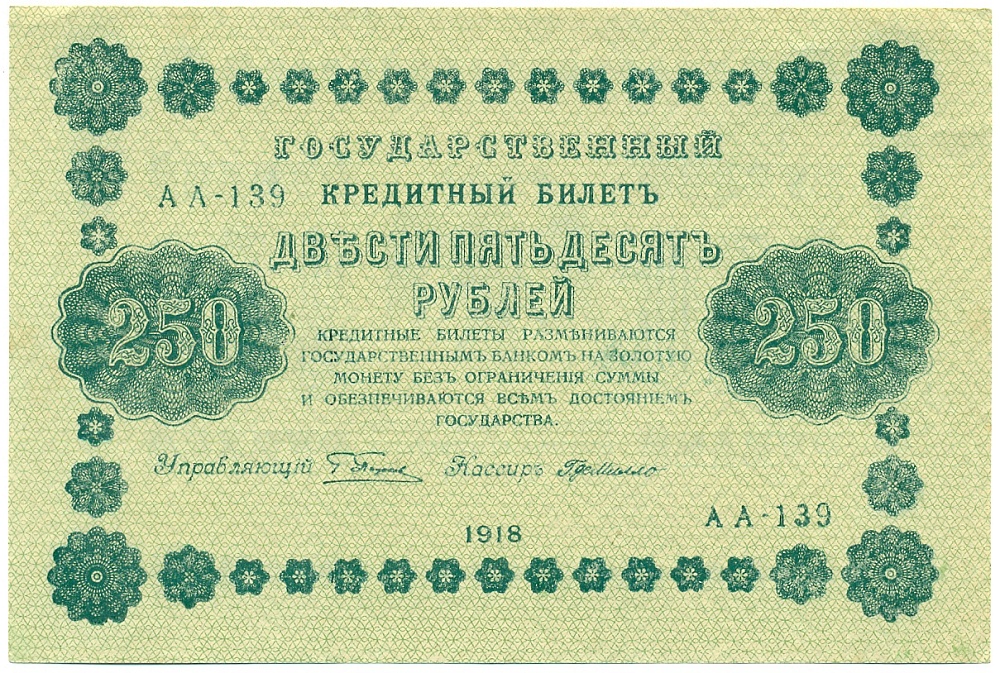 ГОСУДАРСТВЕННЫЙ
АА-139 КРЕДИТНЫЙ БИЛЕТЪ
ДВѢСТИ ПЯТЬДЕСЯТЪ
РУБЛЕЙ
250 250
КРЕДИТНЫЕ БИЛЕТЫ РАЗМѢНИВАЮТСЯ
ГОСУДАРСТВЕННЫМЪ БАНКОМЪ НА ЗОЛОТУЮ
МОНЕТУ БЕЗЪ ОГРАНИЧЕНІЯ СУММЫ
И ОБЕЗПЕЧИВАЮТСЯ ВСѢМЪ ДОСТОЯНІЕМЪ
ГОСУДАРСТВА.
Управляющій Кассиръ
АА-139
1918